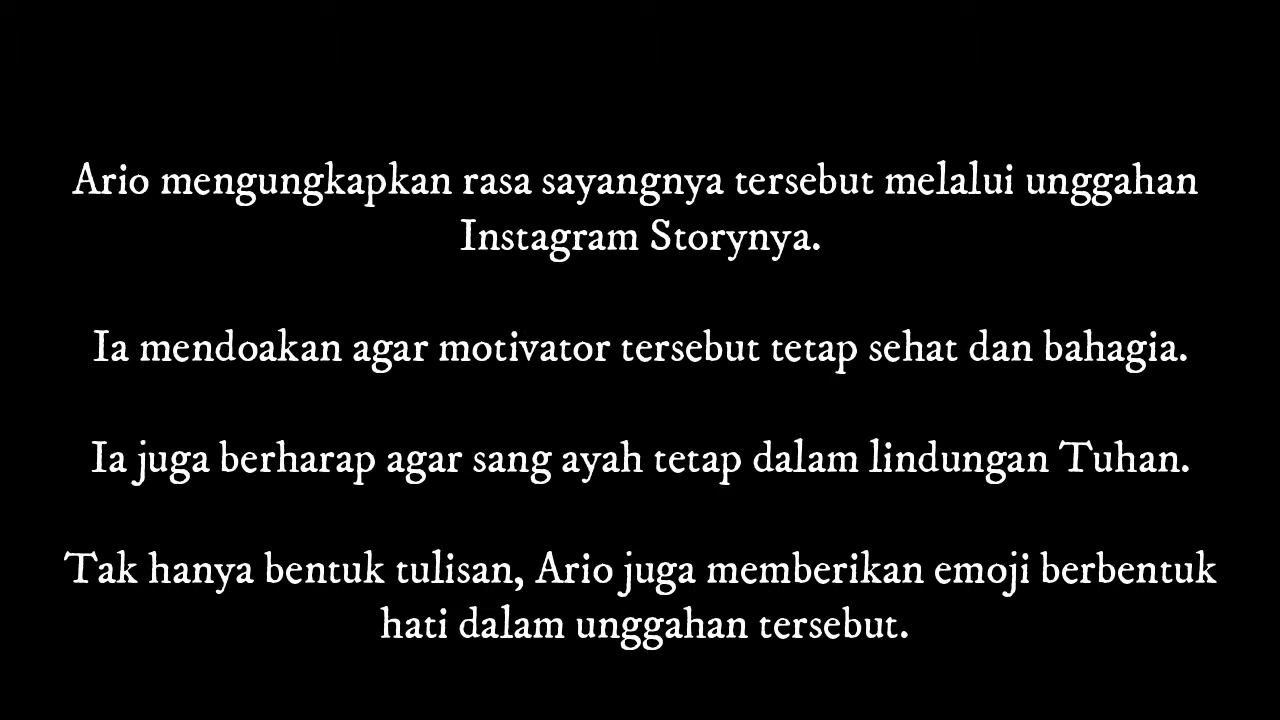 Ario mengungkapkan rasa sayangnya tersebut melalui unggahan
Instagram Storynya.
Ia mendoakan agar motivator tersebut tetap sehat dan bahagia.
Ia juga berharap agar sang ayah tetap dalam lindungan Tuhan.
Tak hanya bentuk tulisan, Ario juga memberikan emoji berbentuk
hati dalam unggahan tersebut.